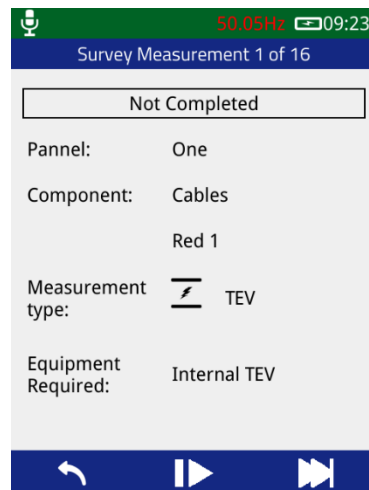 50.05Hz 09:23
Survey Measurement 1 of 16
Not Completed
Pannel: One
Component: Cables
Red 1
Measurement
type: TEV
Equipment
Required: Internal TEV